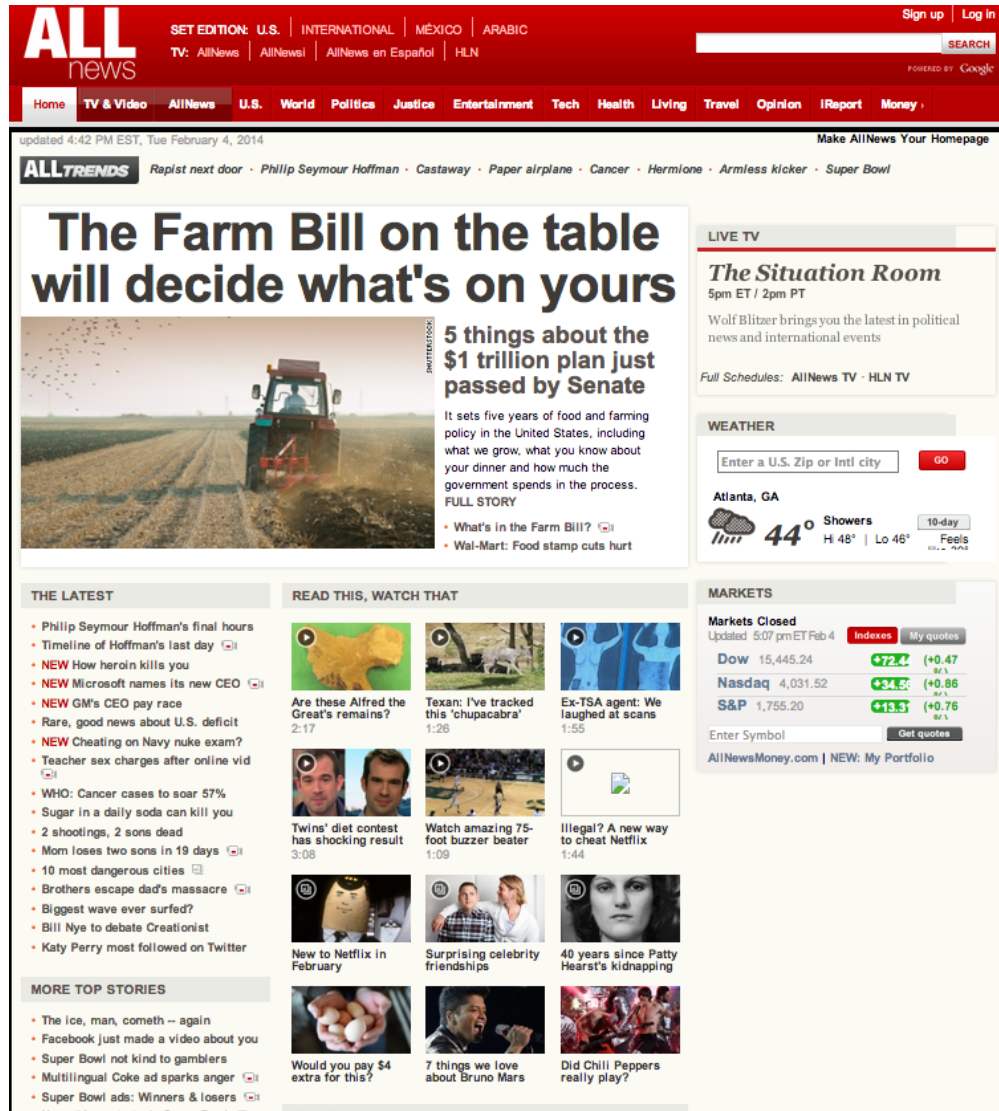 ALL
news
SET EDITION: U.S. | INTERNATIONAL | MÉXICO | ARABIC
TV: AllNews | AllNewsi | AllNews en Español | HLN
Sign up | Log in
SEARCH
POWERED BY Google
Home TV & Video AllNews U.S. World Politics Justice Entertainment Tech Health Living Travel Opinion iReport Money ›
updated 4:42 PM EST, Tue February 4, 2014
Make AllNews Your Homepage
ALL TRENDS Rapist next door · Philip Seymour Hoffman · Castaway · Paper airplane · Cancer · Hermione · Armless kicker · Super Bowl
The Farm Bill on the table
will decide what's on yours
SHUTTERSTOCK
5 things about the
$1 trillion plan just
passed by Senate
It sets five years of food and farming
policy in the United States, including
what we grow, what you know about
your dinner and how much the
government spends in the process.
FULL STORY
• What's in the Farm Bill?
• Wal-Mart: Food stamp cuts hurt
LIVE TV
The Situation Room
5pm ET / 2pm PT
Wolf Blitzer brings you the latest in political
news and international events
Full Schedules: AllNews TV · HLN TV
WEATHER
Enter a U.S. Zip or Intl city
GO
Atlanta, GA
44°
Showers
Hi 48° | Lo 46°
10-day
Feels
THE LATEST
• Philip Seymour Hoffman's final hours
• Timeline of Hoffman's last day
• NEW How heroin kills you
• NEW Microsoft names its new CEO
• NEW GM's CEO pay race
• Rare, good news about U.S. deficit
• NEW Cheating on Navy nuke exam?
• Teacher sex charges after online vid
• WHO: Cancer cases to soar 57%
• Sugar in a daily soda can kill you
• 2 shootings, 2 sons dead
• Mom loses two sons in 19 days
• 10 most dangerous cities
• Brothers escape dad's massacre
• Biggest wave ever surfed?
• Bill Nye to debate Creationist
• Katy Perry most followed on Twitter
MORE TOP STORIES
• The ice, man, cometh -- again
• Facebook just made a video about you
• Super Bowl not kind to gamblers
• Multilingual Coke ad sparks anger
• Super Bowl ads: Winners & losers
READ THIS, WATCH THAT
Are these Alfred the
Great's remains?
2:17
Texan: I've tracked
this 'chupacabra'
1:26
Ex-TSA agent: We
laughed at scans
1:55
Twins' diet contest
has shocking result
3:08
Watch amazing 75-
foot buzzer beater
1:09
Illegal? A new way
to cheat Netflix
1:44
New to Netflix in
February
Surprising celebrity
friendships
40 years since Patty
Hearst's kidnapping
Would you pay $4
extra for this?
7 things we love
about Bruno Mars
Did Chili Peppers
really play?
MARKETS
Markets Closed
Updated 5:07 pm ET Feb 4
Indexes My quotes
Dow 15,445.24 +72.4 (+0.47
Nasdaq 4,031.52 +34.5 (+0.86
S&P 1,755.20 +13.3 (+0.76
Enter Symbol
Get quotes
AllNewsMoney.com | NEW: My Portfolio